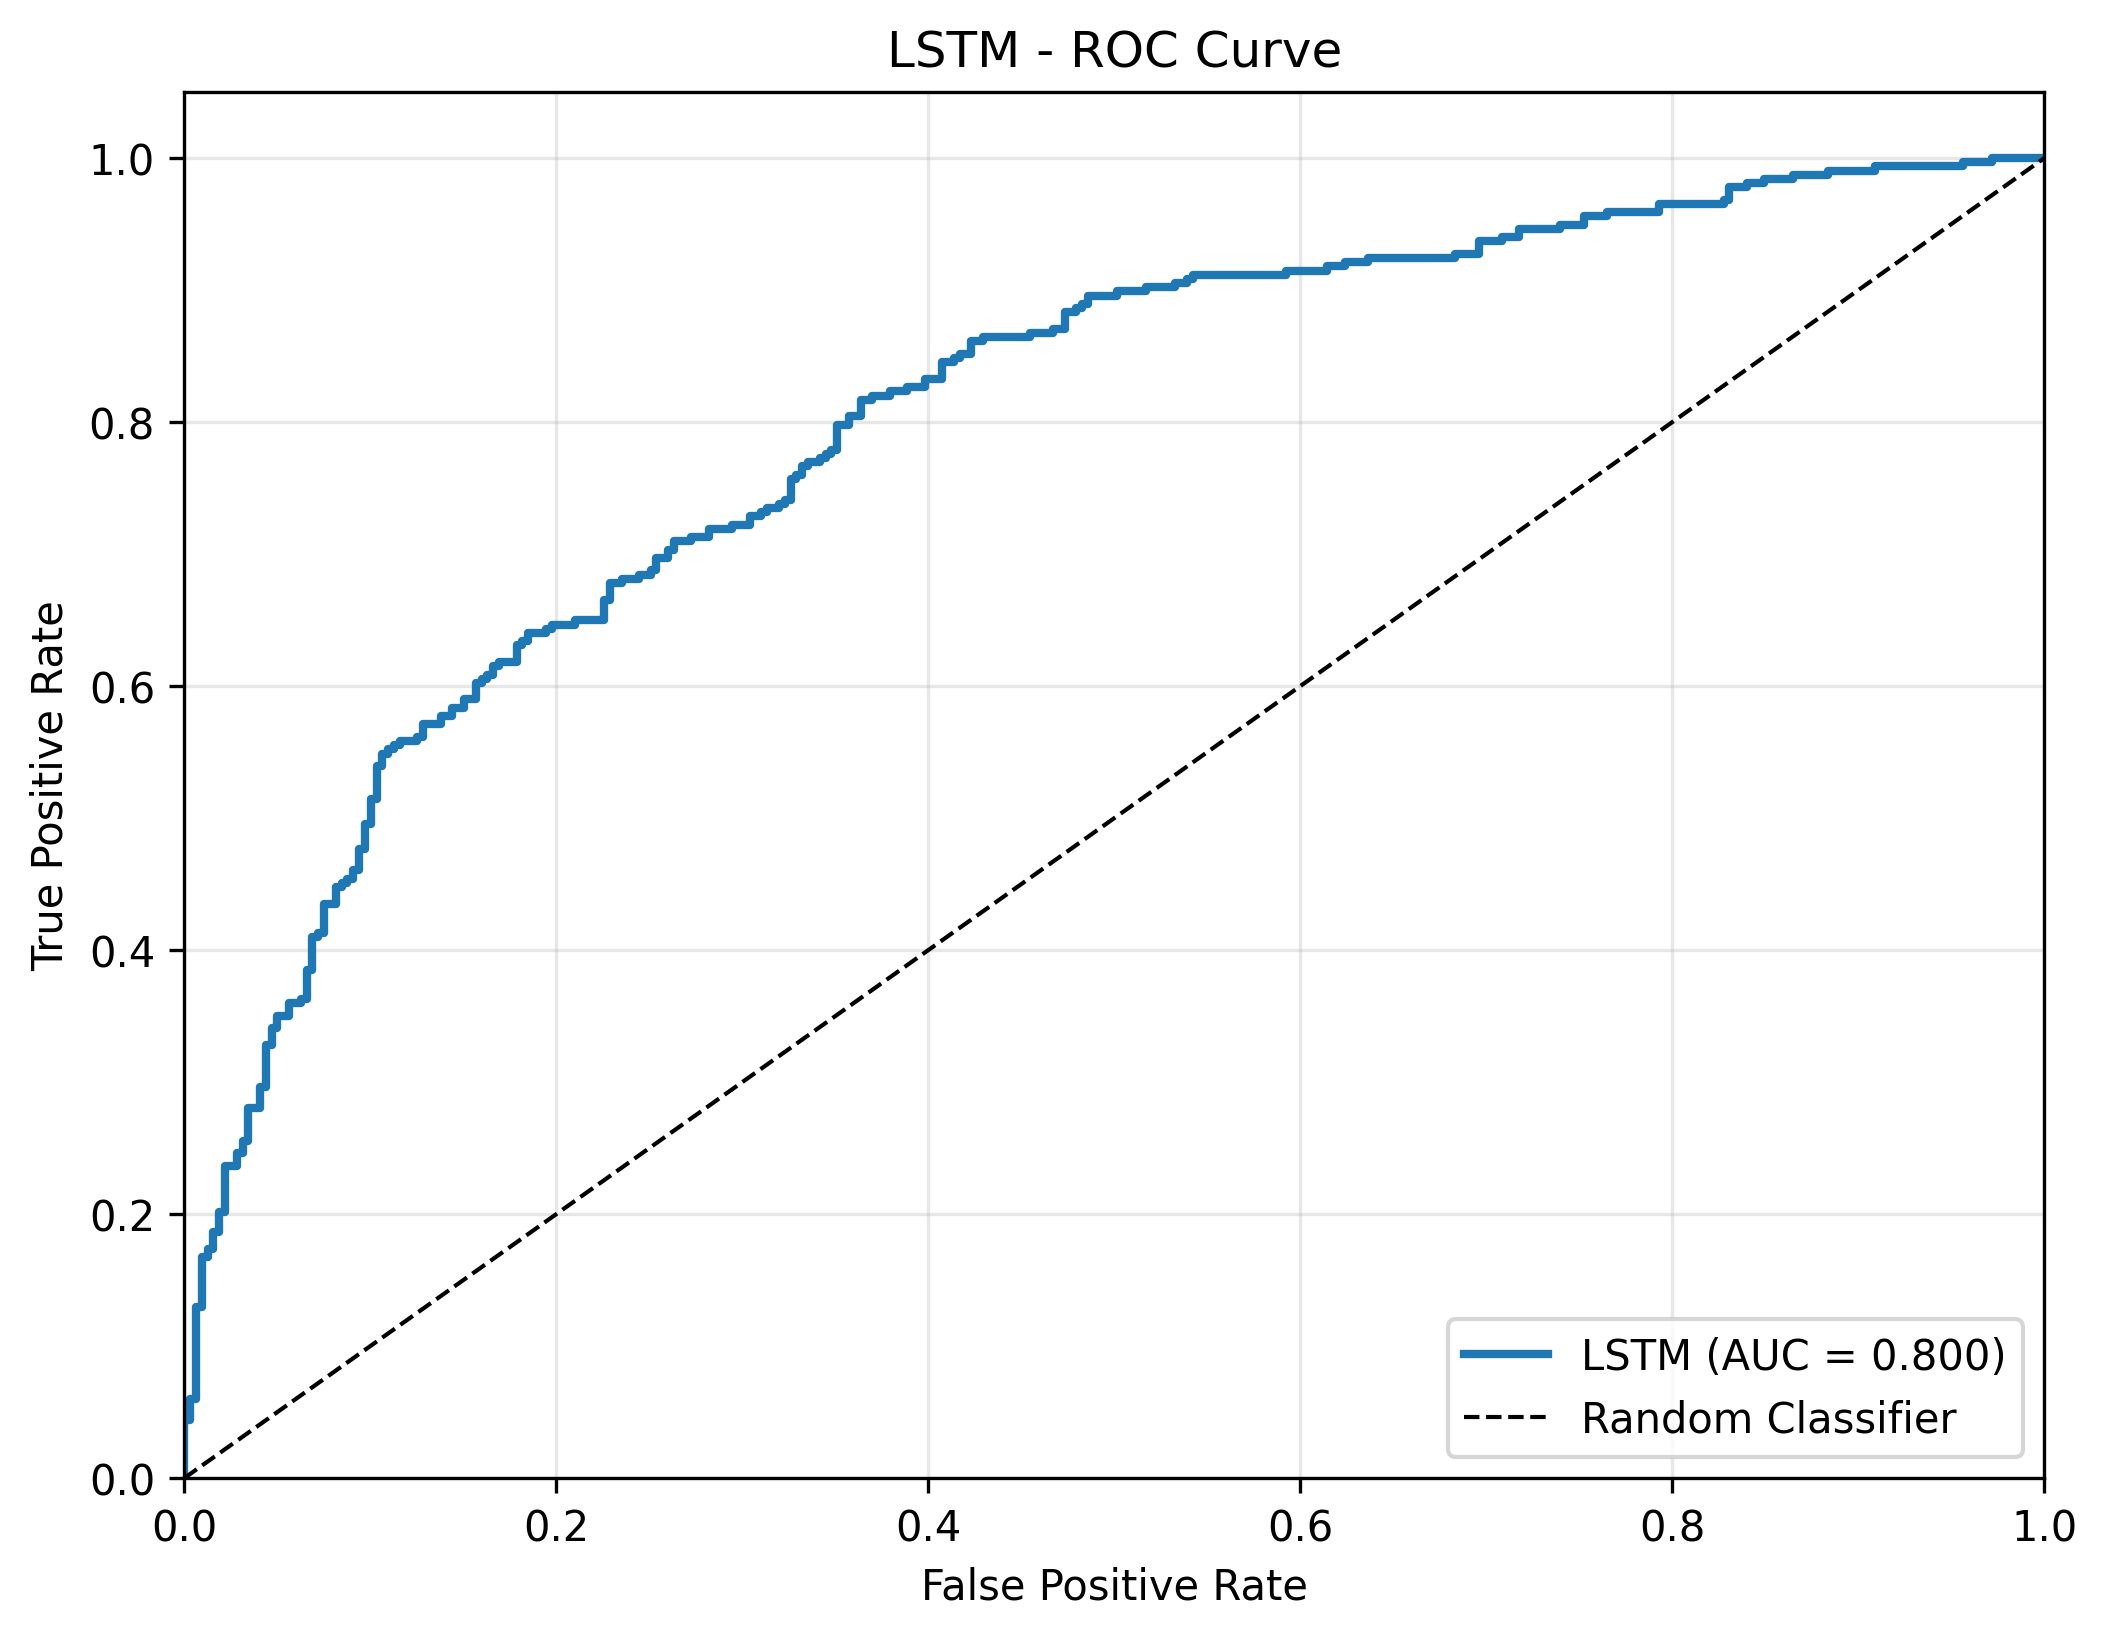 LSTM - ROC Curve
True Positive Rate
1.0
0.8
0.6
0.4
0.2
0.0
0.0 0.2 0.4 0.6 0.8 1.0
False Positive Rate
LSTM (AUC = 0.800)
Random Classifier